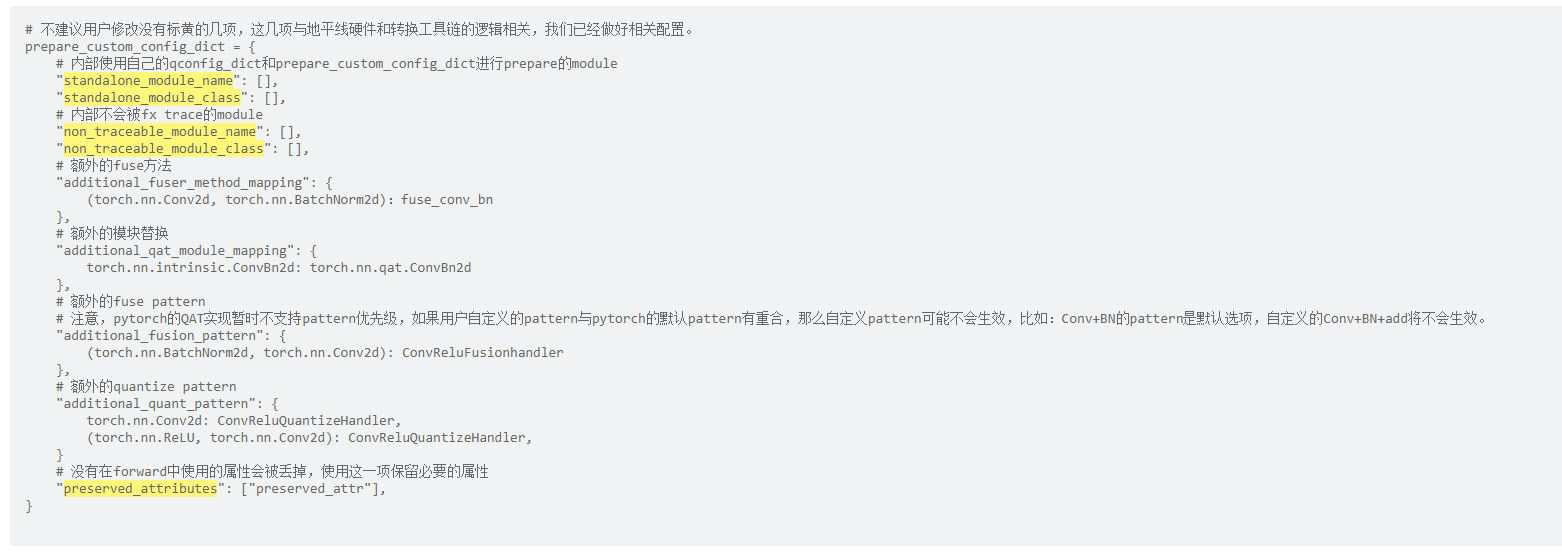 # 不建议用户修改没有标黄的几项，这几项与地平线硬件和转换工具链的逻辑相关，我们已经做好相关配置。
prepare_custom_config_dict = {
    # 内部使用自己的qconfig_dict和prepare_custom_config_dict进行prepare的module
    "standalone_module_name": [],
    "standalone_module_class": [],
    # 内部不会被fx trace的module
    "non_traceable_module_name": [],
    "non_traceable_module_class": [],
    # 额外的fuse方法
    "additional_fuser_method_mapping": {
        (torch.nn.Conv2d, torch.nn.BatchNorm2d): fuse_conv_bn
    },
    # 额外的模块替换
    "additional_qat_module_mapping": {
        torch.nn.intrinsic.ConvBn2d: torch.nn.qat.ConvBn2d
    },
    # 额外的fuse pattern
    # 注意，pytorch的QAT实现暂时不支持pattern优先级，如果用户自定义的pattern与pytorch的默认pattern有重合，那么自定义pattern可能不会生效，比如：Conv+BN的pattern是默认选项，自定义的Conv+BN+add将不会生效。
    "additional_fusion_pattern": {
        (torch.nn.BatchNorm2d, torch.nn.Conv2d): ConvReluFusionhandler
    },
    # 额外的quantize pattern
    "additional_quant_pattern": {
        torch.nn.Conv2d: ConvReluQuantizeHandler,
        (torch.nn.ReLU, torch.nn.Conv2d): ConvReluQuantizeHandler,
    }
    # 没有在forward中使用的属性会被丢掉，使用这一项保留必要的属性
    "preserved_attributes": ["preserved_attr"],
}